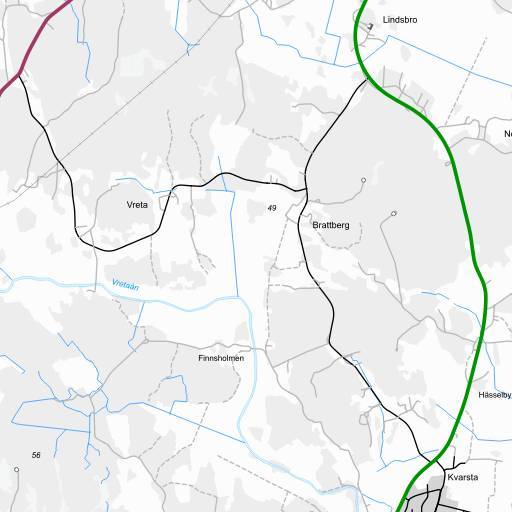 Lindsbro
Vreta
49
Brattberg
Vretaån
Finnsholmen
Hässelby
56
Kvarsta